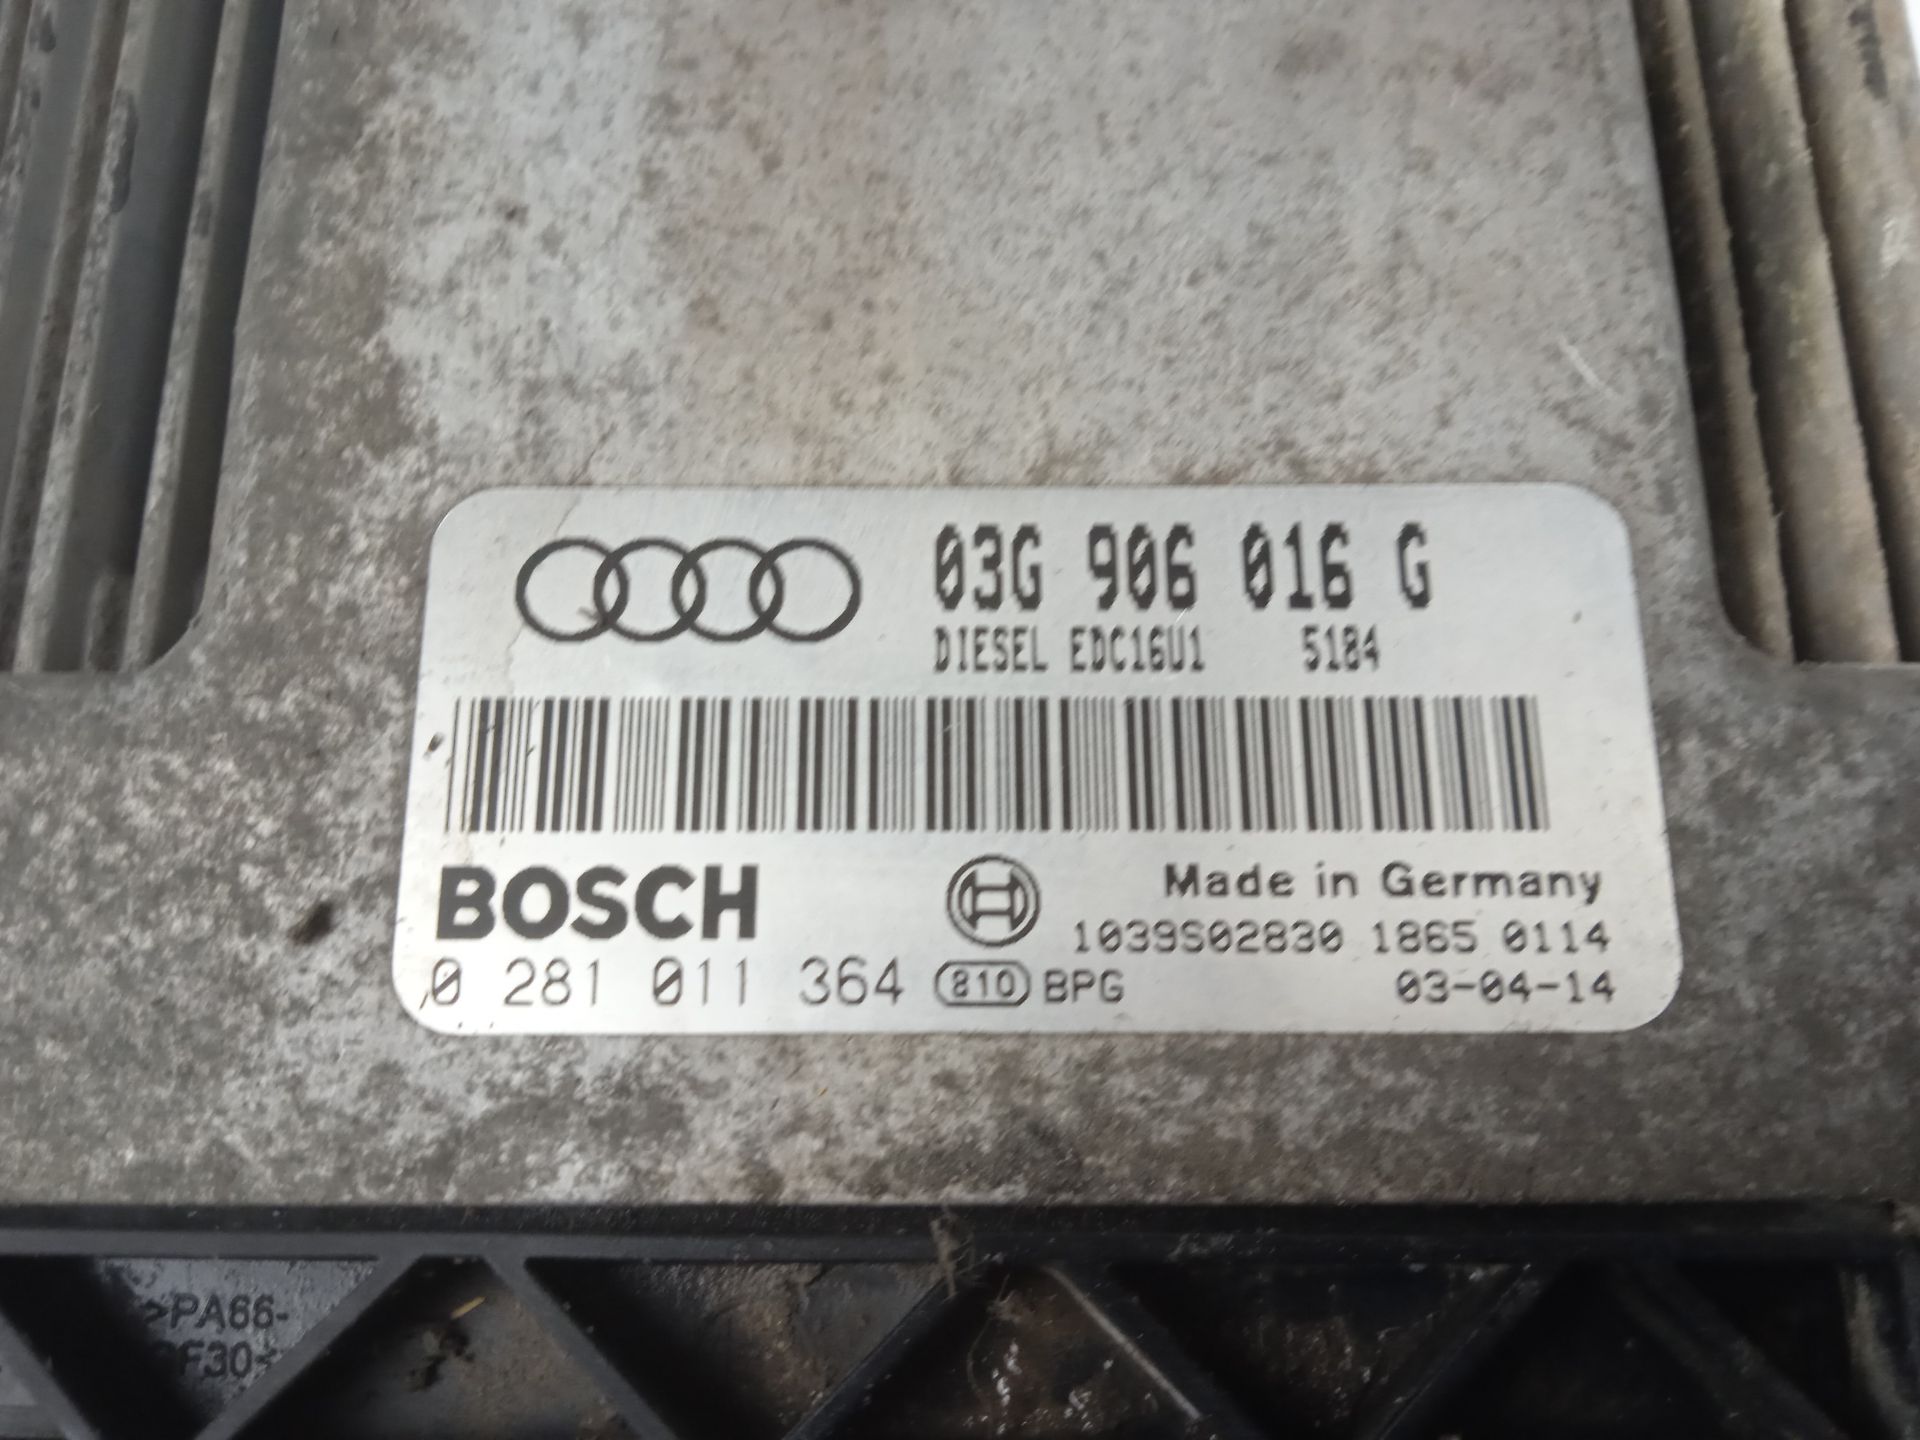 03G 906 016 G
DIESEL EDC16U1 5184
BOSCH
Made in Germany
1039S02830 1865 0114
0 281 011 364 810 BPG 03-04-14
>PA66-
F30<